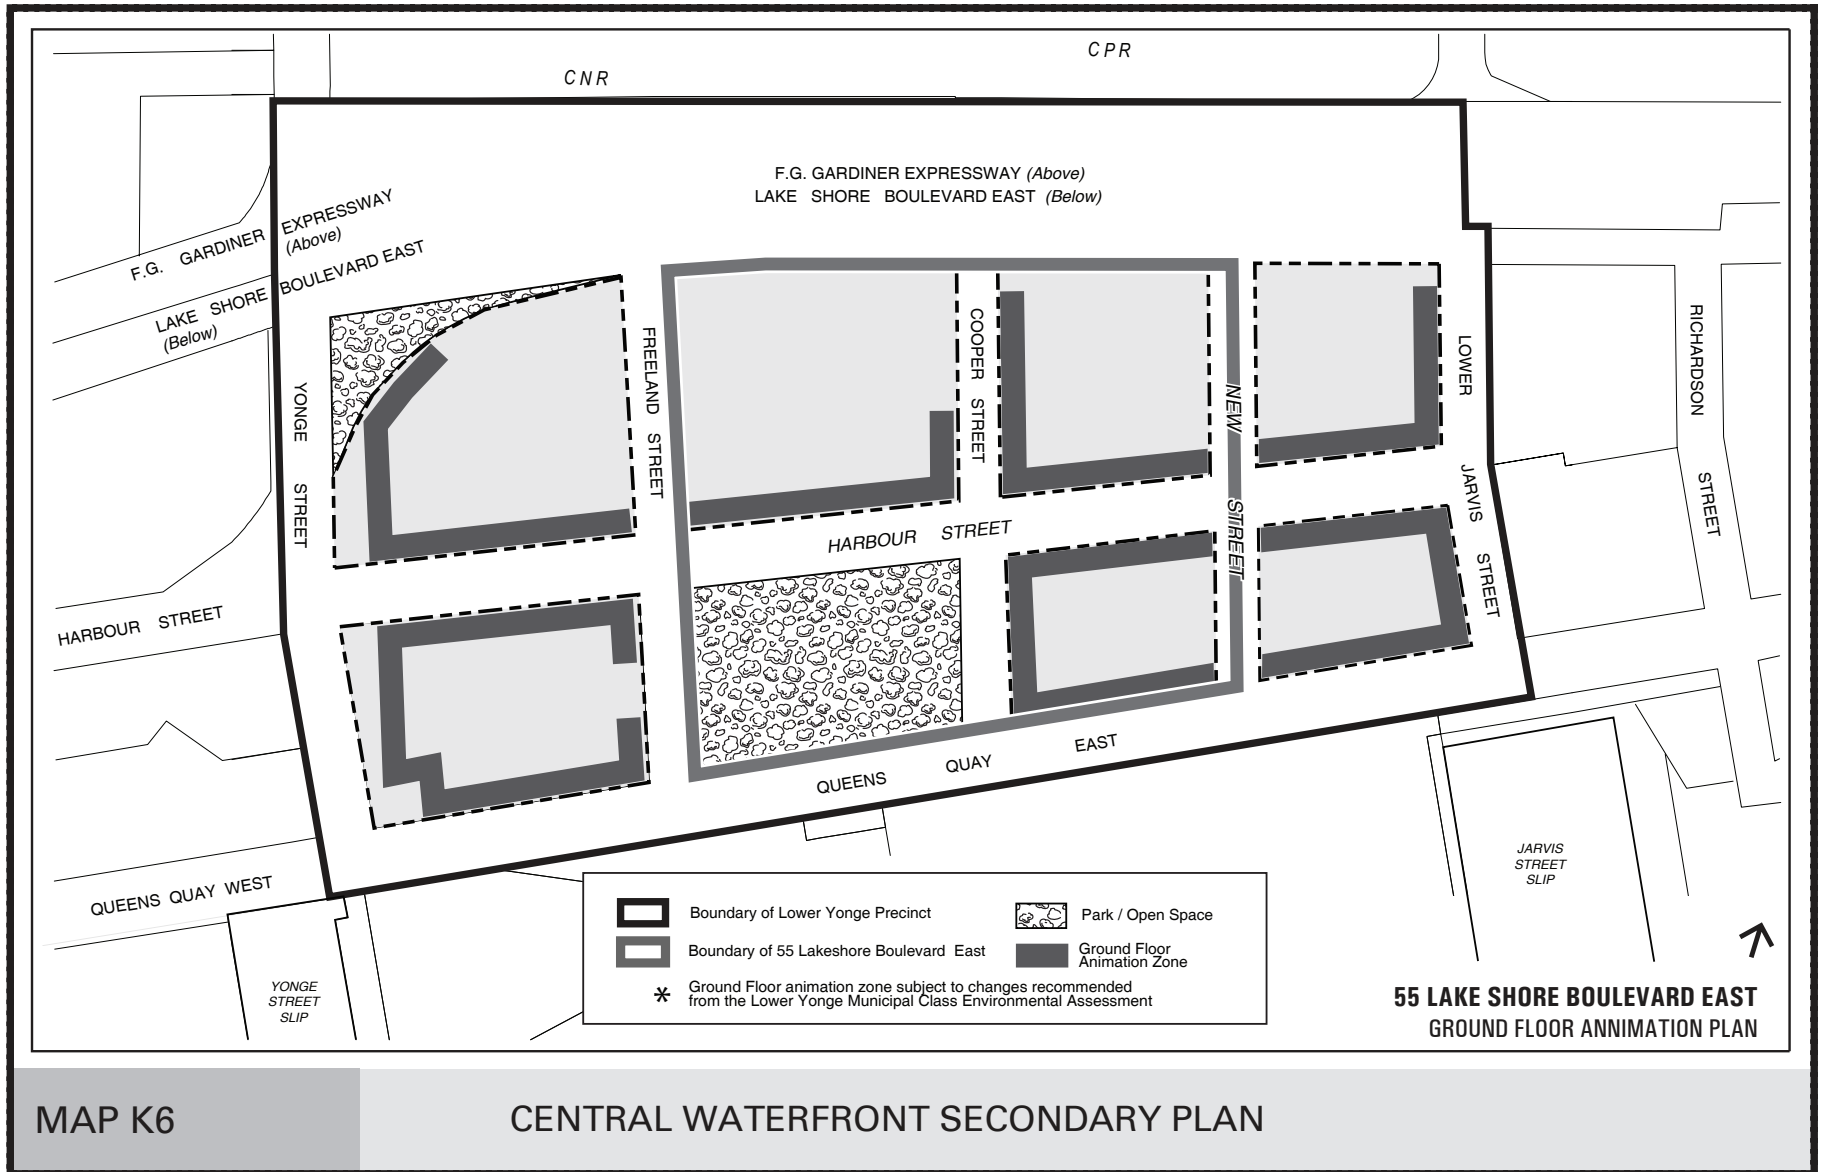 CNR
CPR
F.G. GARDINER EXPRESSWAY (Above)
LAKE SHORE BOULEVARD EAST (Below)
F.G. GARDINER EXPRESSWAY
(Above)
LAKE SHORE BOULEVARD EAST
(Below)
YONGE STREET
FREELAND STREET
COOPER STREET
NEW STREET
LOWER JARVIS STREET
RICHARDSON STREET
HARBOUR STREET
HARBOUR STREET
QUEENS QUAY EAST
QUEENS QUAY WEST
YONGE
STREET
SLIP
JARVIS
STREET
SLIP
Boundary of Lower Yonge Precinct
Boundary of 55 Lakeshore Boulevard East
* Ground Floor animation zone subject to changes recommended
from the Lower Yonge Municipal Class Environmental Assessment
Park / Open Space
Ground Floor
Animation Zone
55 LAKE SHORE BOULEVARD EAST
GROUND FLOOR ANNIMATION PLAN
MAP K6
CENTRAL WATERFRONT SECONDARY PLAN